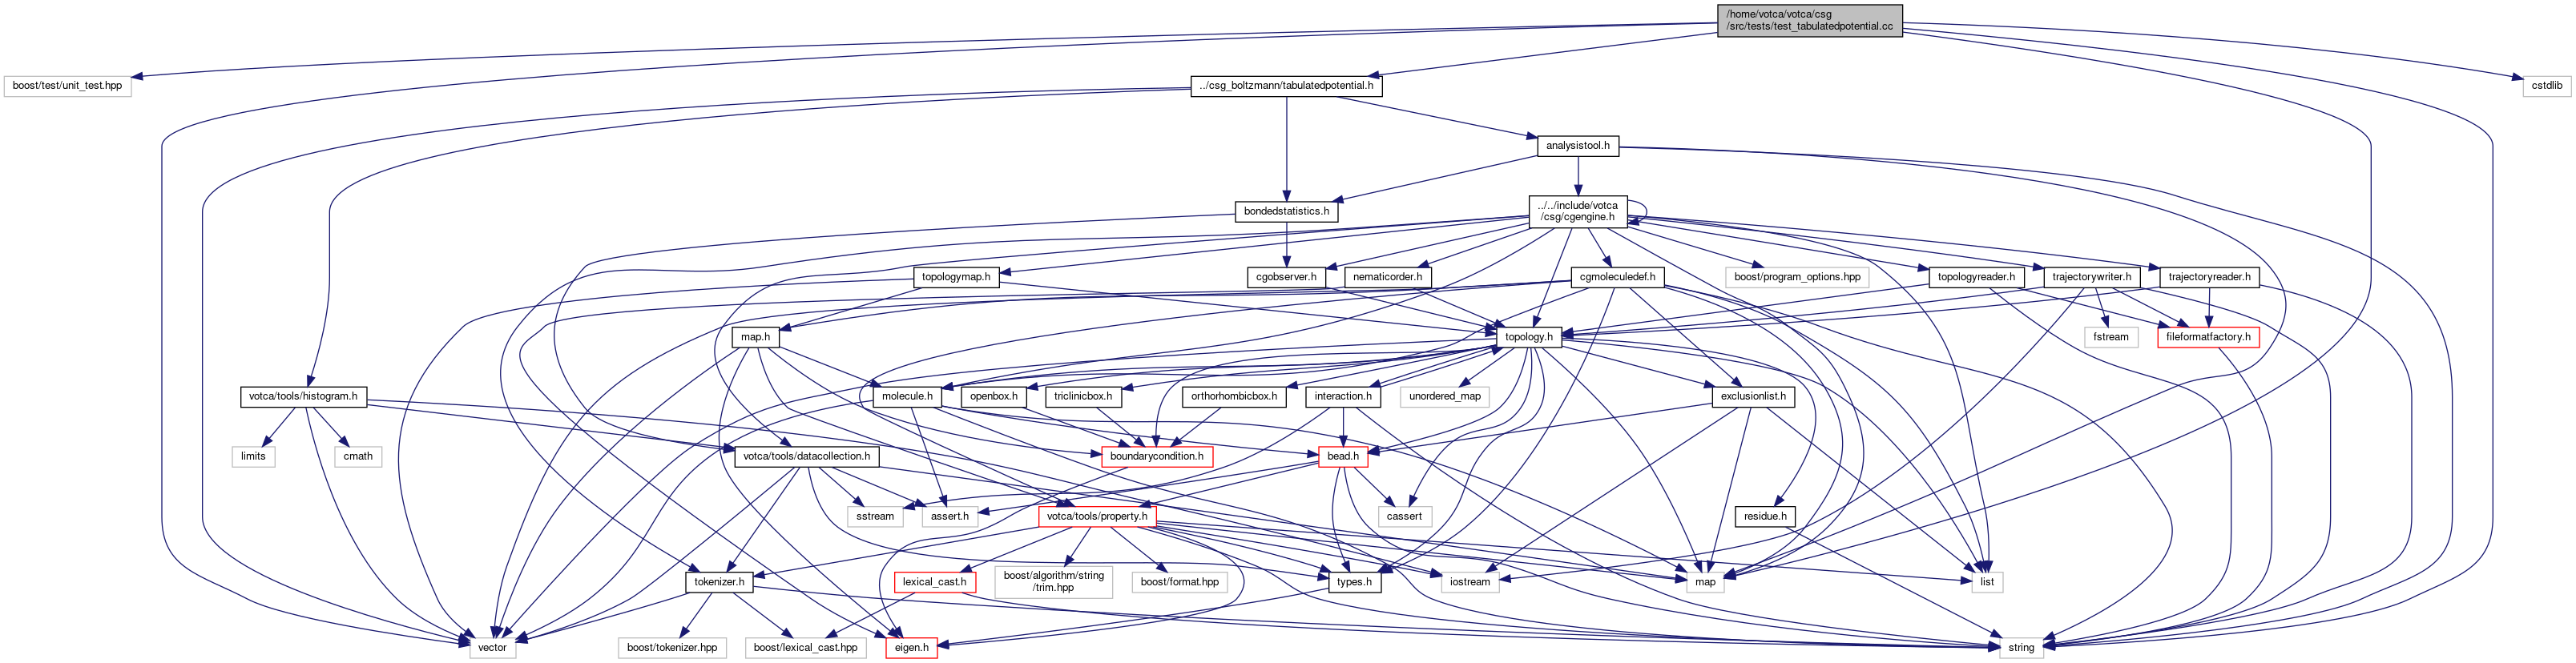 /home/votca/votca/csg
/src/tests/test_tabulatedpotential.cc
boost/test/unit_test.hpp
../csg_boltzmann/tabulatedpotential.h
cstdlib
analysistool.h
bondedstatistics.h
../../include/votca
/csg/cgengine.h
topologymap.h
cgobserver.h
nematicorder.h
cgmoleculedef.h
boost/program_options.hpp
topologyreader.h
trajectorywriter.h
trajectoryreader.h
map.h
topology.h
fstream
fileformatfactory.h
votca/tools/histogram.h
molecule.h
openbox.h
triclinicbox.h
orthorhombicbox.h
interaction.h
unordered_map
exclusionlist.h
limits
cmath
votca/tools/datacollection.h
boundarycondition.h
bead.h
sstream
assert.h
votca/tools/property.h
cassert
residue.h
tokenizer.h
lexical_cast.h
boost/algorithm/string
/trim.hpp
boost/format.hpp
types.h
iostream
map
list
vector
boost/tokenizer.hpp
boost/lexical_cast.hpp
eigen.h
string